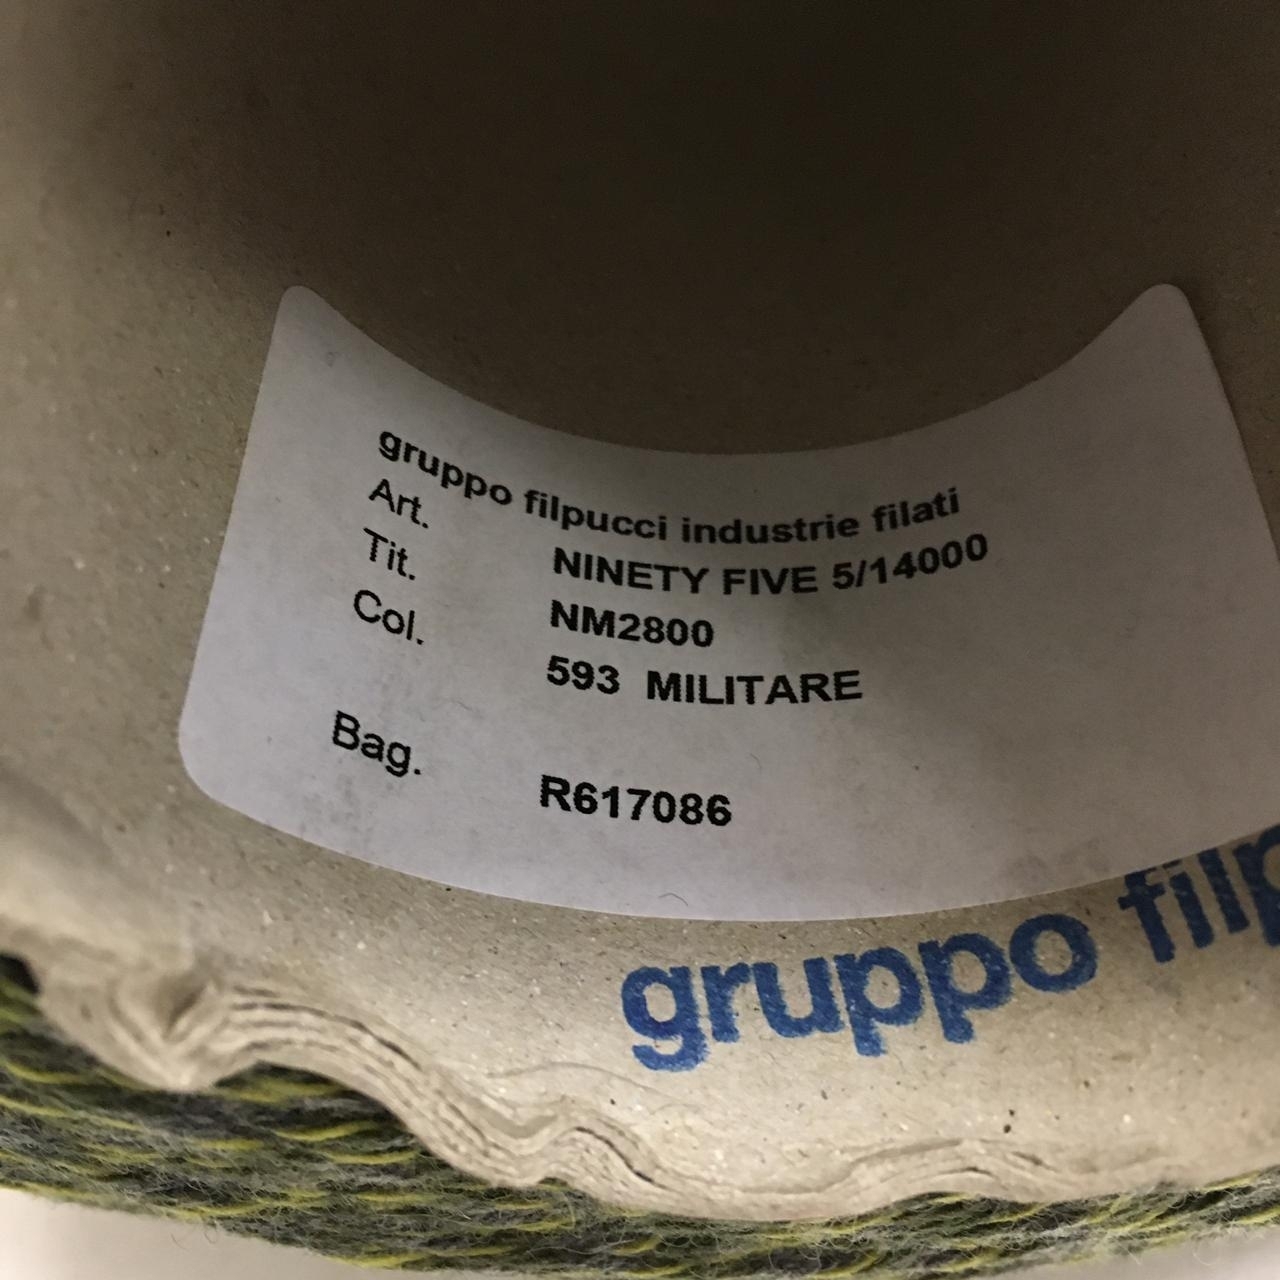 gruppo filpucci industrie filati
Art. NINETY FIVE 5/14000
Tit. NM2800
Col. 593 MILITARE
Bag. R617086
gruppo filp